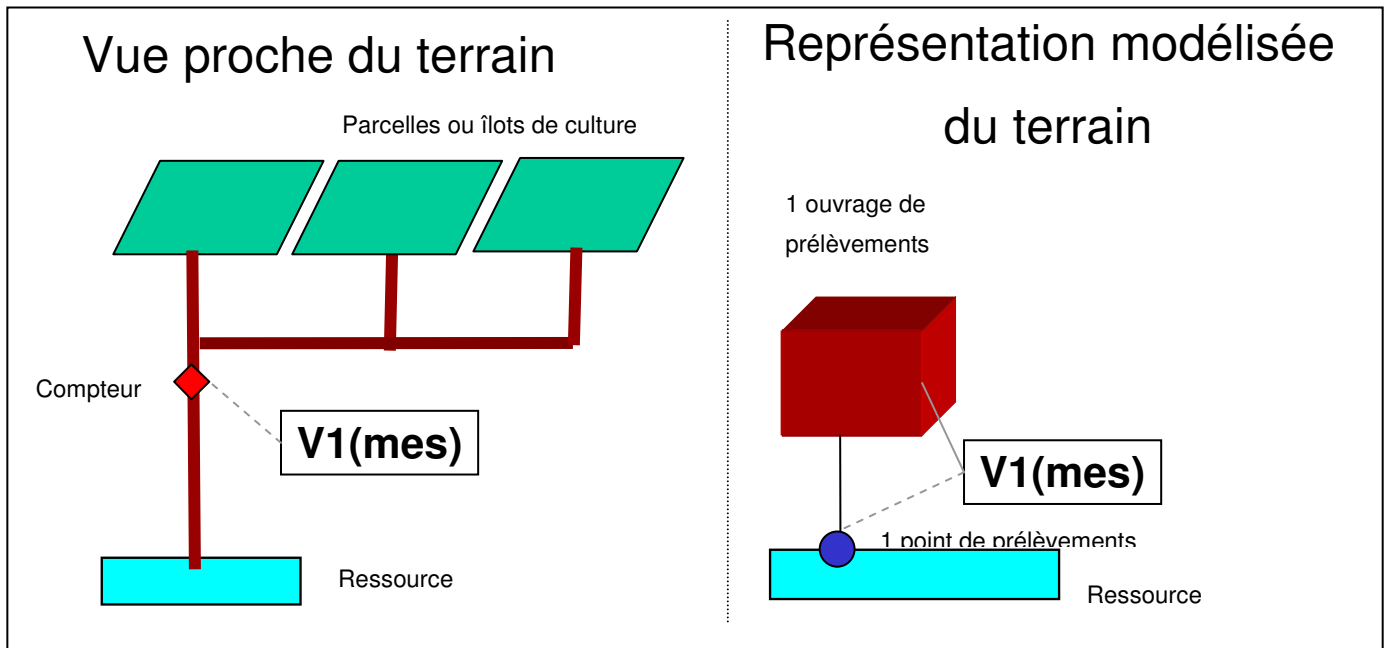 Vue proche du terrain
Parcelles ou îlots de culture
Compteur
V1(mes)
Ressource
Représentation modélisée
du terrain
1 ouvrage de
prélèvements
V1(mes)
1 point de prélèvements
Ressource